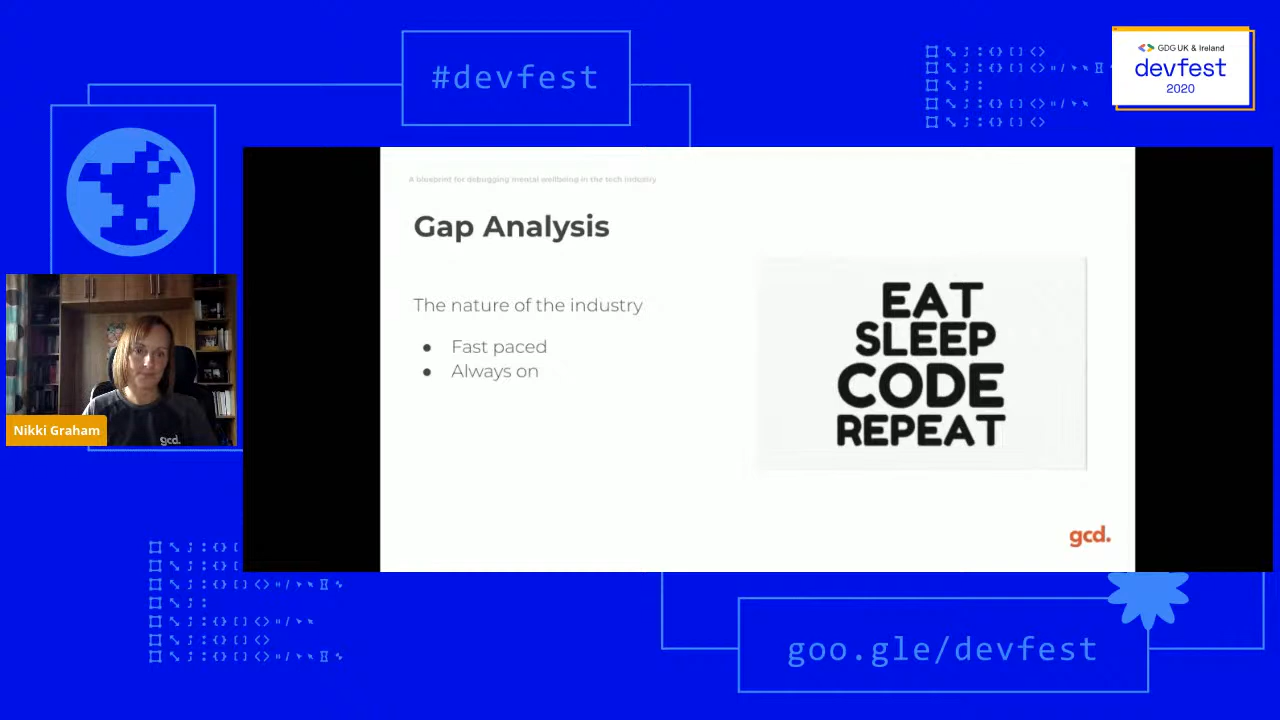 #devfest
GDG UK & Ireland
devfest
2020
A blueprint for debugging mental wellbeing in the tech industry
Gap Analysis
The nature of the industry
● Fast paced
● Always on
EAT
SLEEP
CODE
REPEAT
gcd.
Nikki Graham
gcd.
goo.gle/devfest